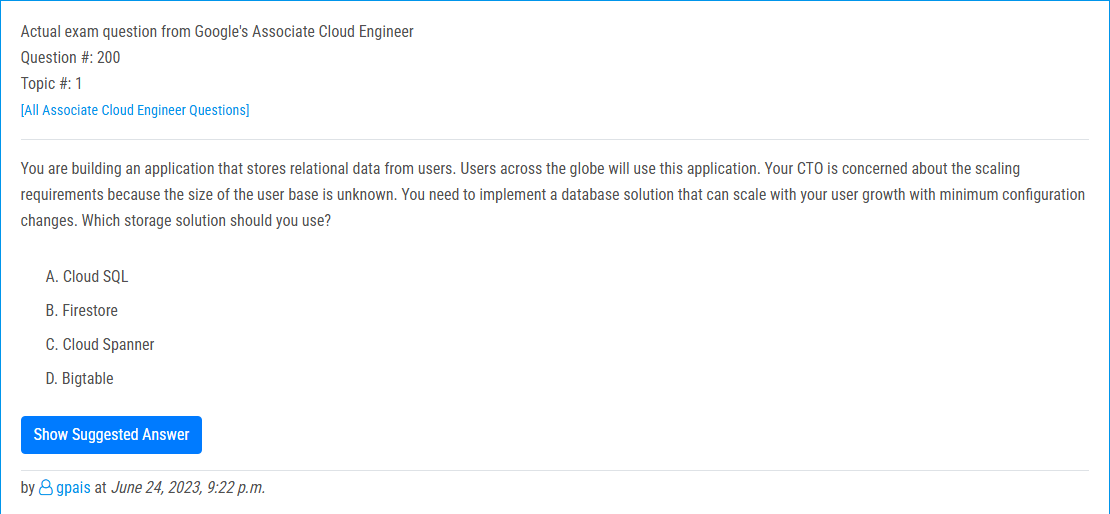 Actual exam question from Google's Associate Cloud Engineer
Question #: 200
Topic #: 1
[All Associate Cloud Engineer Questions]
You are building an application that stores relational data from users. Users across the globe will use this application. Your CTO is concerned about the scaling
requirements because the size of the user base is unknown. You need to implement a database solution that can scale with your user growth with minimum configuration
changes. Which storage solution should you use?
A. Cloud SQL
B. Firestore
C. Cloud Spanner
D. Bigtable
Show Suggested Answer
by gpais at June 24, 2023, 9:22 p.m.